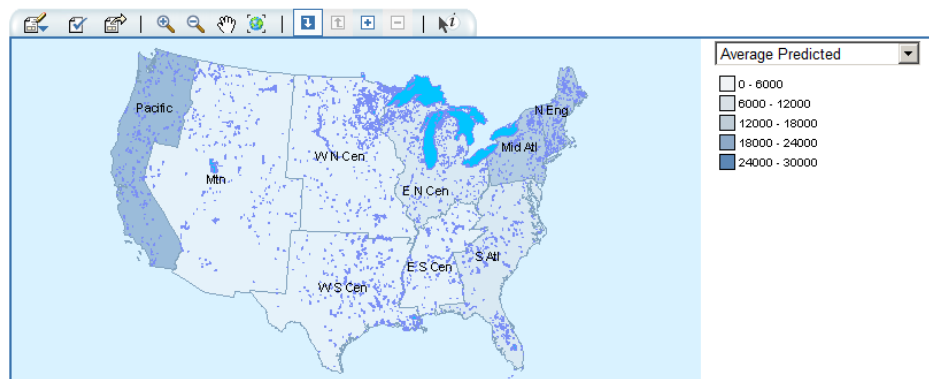 Average Predicted
0 - 6000
6000 - 12000
12000 - 18000
18000 - 24000
24000 - 30000
Pacific
N Eng
Mid Atl
W N Cen
Mtn
E N Cen
S Atl
E S Cen
W S Cen